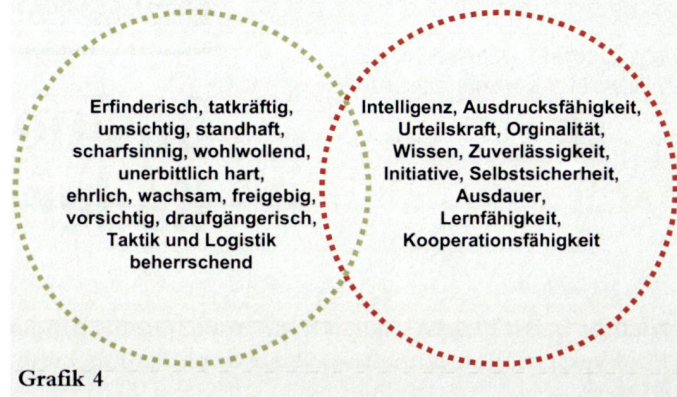 Erfinderisch, tatkräftig,
umsichtig, standhaft,
scharfsinnig, wohlwollend,
unerbittlich hart,
ehrlich, wachsam, freigebig,
vorsichtig, draufgängerisch,
Taktik und Logistik
beherrschend
Intelligenz, Ausdrucksfähigkeit,
Urteilskraft, Orginalität,
Wissen, Zuverlässigkeit,
Initiative, Selbstsicherheit,
Ausdauer,
Lernfähigkeit,
Kooperationsfähigkeit
Grafik 4